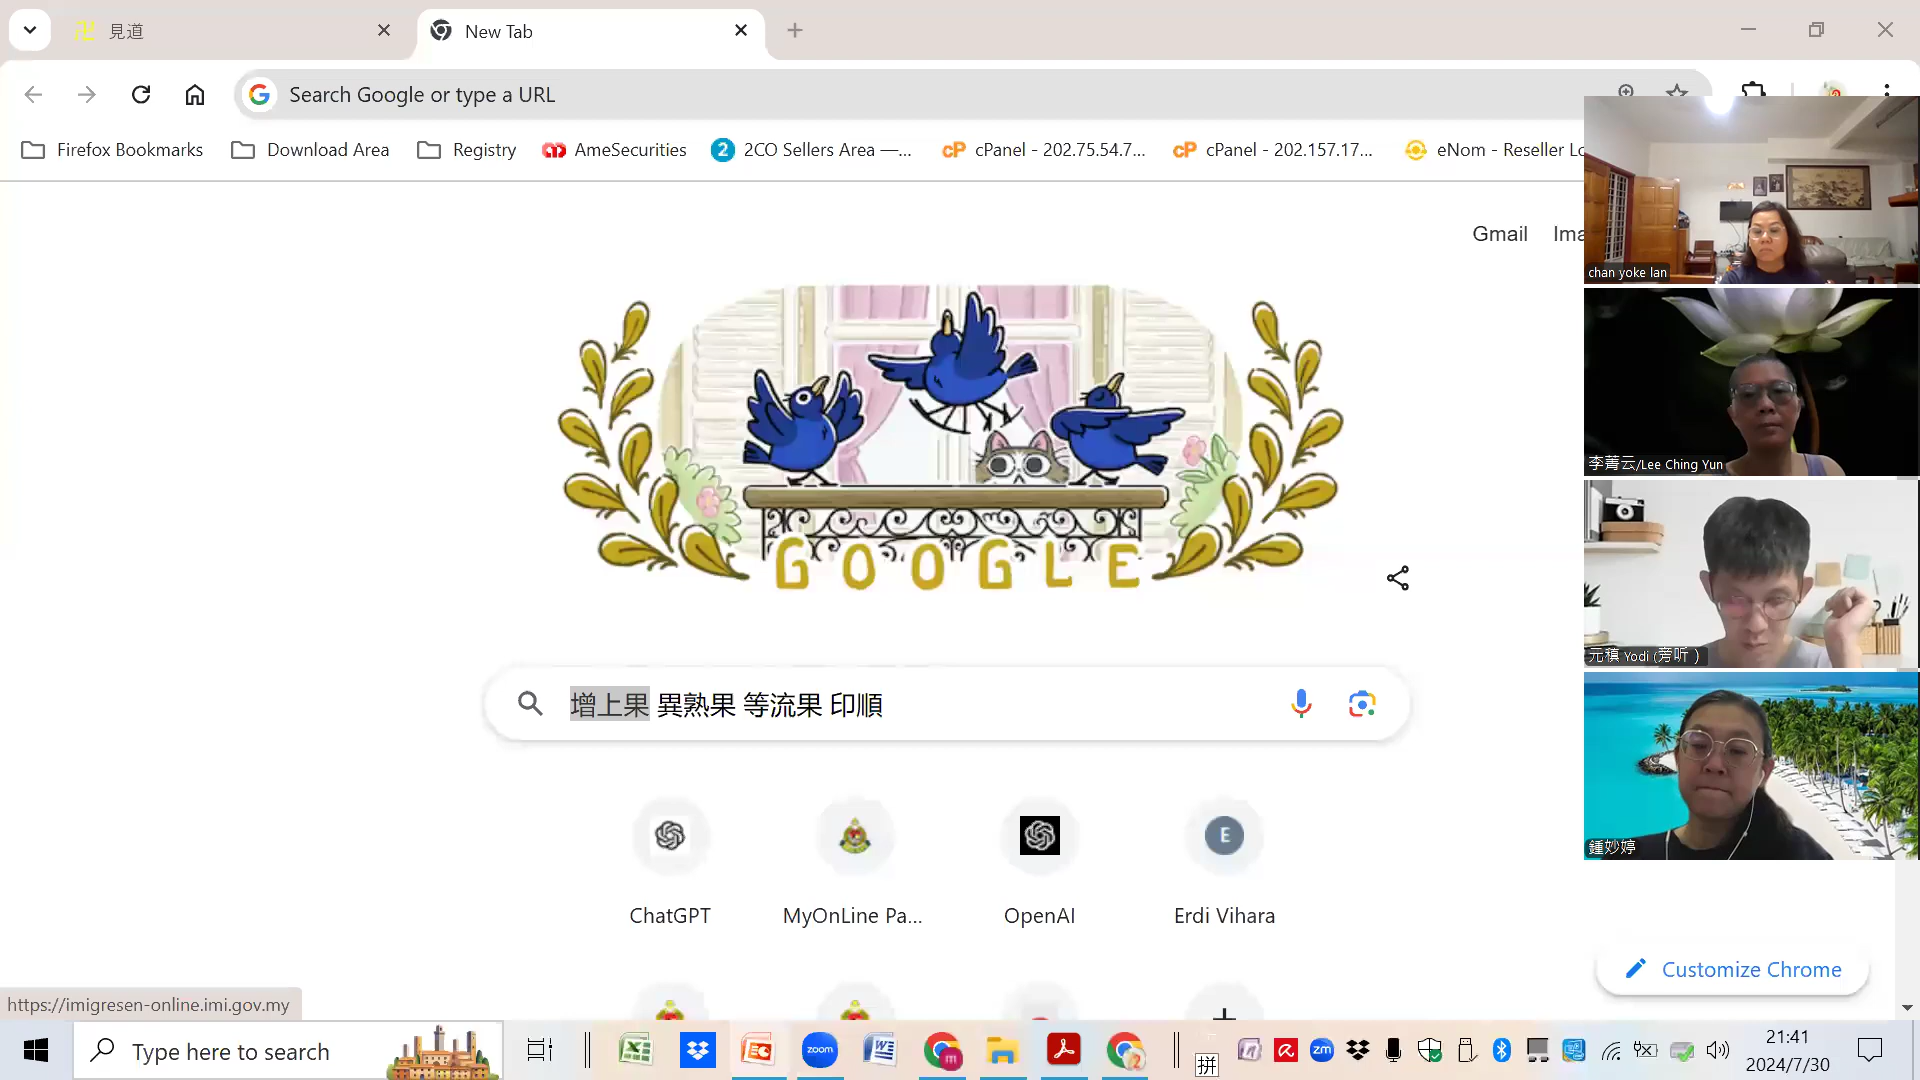 見道
New Tab
Search Google or type a URL
Firefox Bookmarks
Download Area
Registry
AmeSecurities
2CO Sellers Area —...
cPanel - 202.75.54.7...
cPanel - 202.157.17...
eNom - Reseller Lo
Gmail
Ima
chan yoke lan
李菁云/Lee Ching Yun
元稹 Yodi (旁听 )
鍾妙婷
GOOGLE
增上果 異熟果 等流果 印順
ChatGPT
MyOnLine Pa...
OpenAI
E
Erdi Vihara
Customize Chrome
https://imigresen-online.imi.gov.my
Type here to search
zoom
拼
zm
21:41
2024/7/30